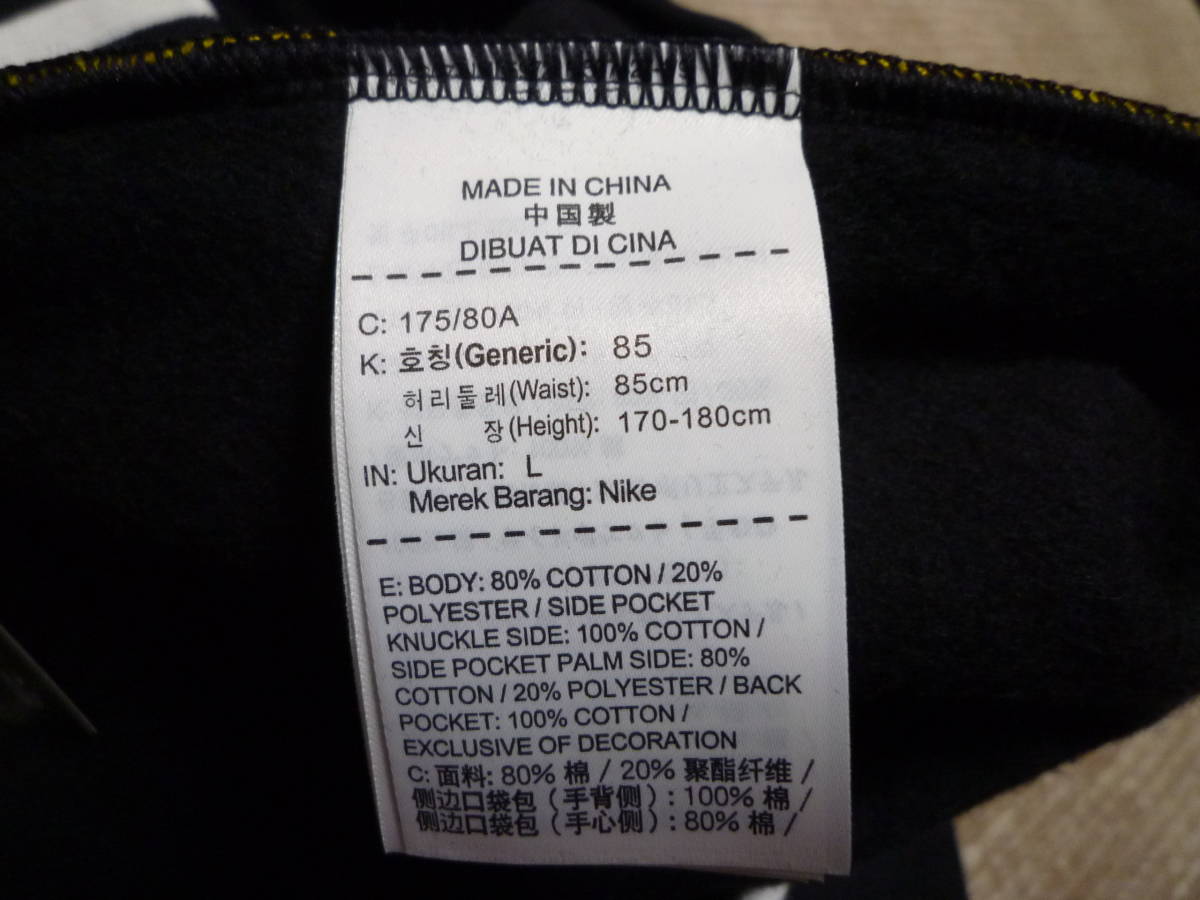 MADE IN CHINA
中国製
DIBUAT DI CINA
C: 175/80A
K: 호칭(Generic): 85
허리둘레(Waist): 85cm
신 장(Height): 170-180cm
IN: Ukuran: L
Merek Barang: Nike
E: BODY: 80% COTTON / 20%
POLYESTER / SIDE POCKET
KNUCKLE SIDE: 100% COTTON /
SIDE POCKET PALM SIDE: 80%
COTTON / 20% POLYESTER / BACK
POCKET: 100% COTTON /
EXCLUSIVE OF DECORATION
C: 面料: 80% 棉 / 20% 聚酯纤维 /
侧边口袋包（手背侧）: 100% 棉 /
侧边口袋包（手心侧）: 80% 棉 /